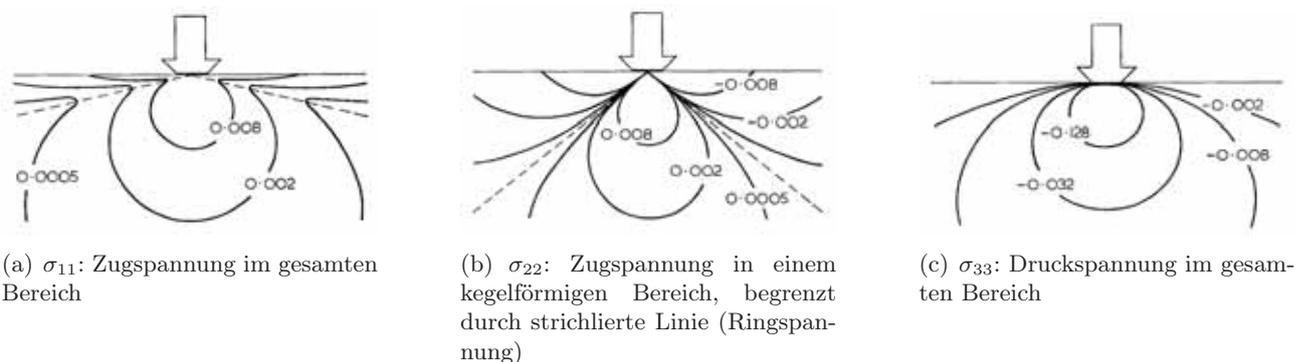 0·008
0·0005
0·002
(a) σ11: Zugspannung im gesamten
Bereich
-0·008
-0·002
0·008
0·002
0·0005
(b) σ22: Zugspannung in einem
kegelförmigen Bereich, begrenzt
durch strichlierte Linie (Ringspan-
nung)
-0·002
-0·128
-0·008
-0·032
(c) σ33: Druckspannung im gesam-
ten Bereich